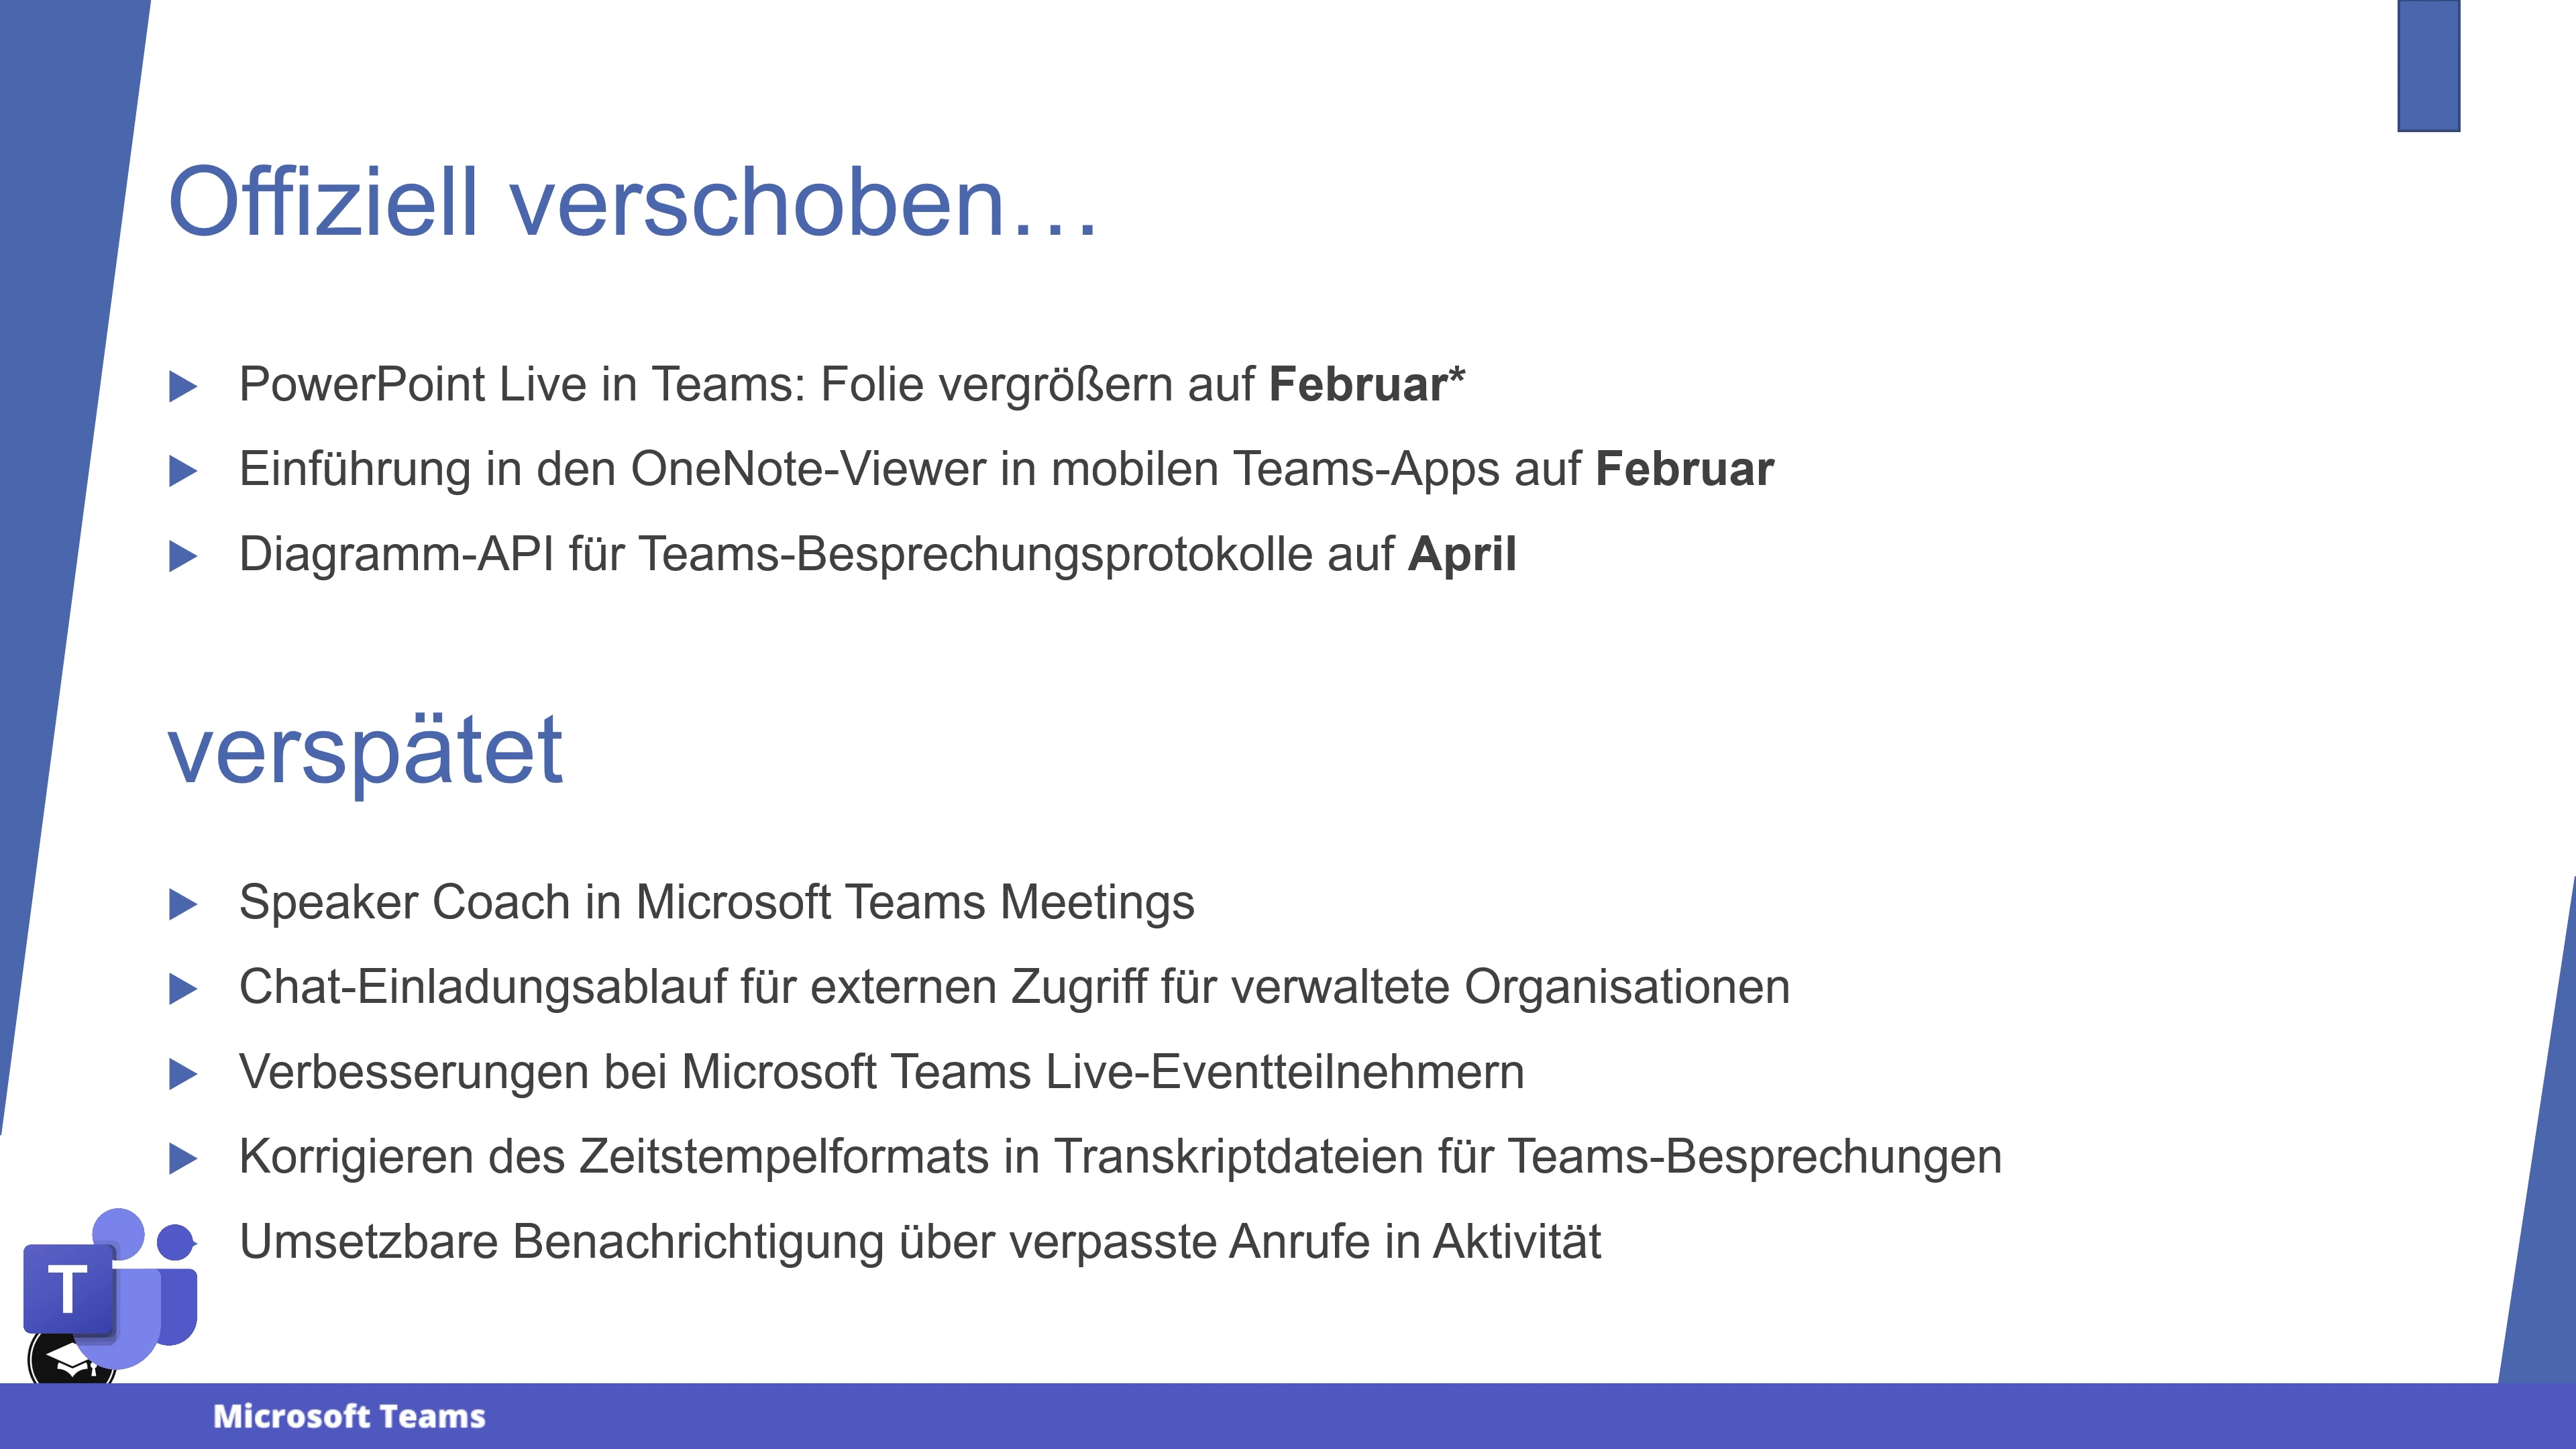 Offiziell verschoben…
PowerPoint Live in Teams: Folie vergrößern auf Februar*
Einführung in den OneNote-Viewer in mobilen Teams-Apps auf Februar
Diagramm-API für Teams-Besprechungsprotokolle auf April
verspätet
Speaker Coach in Microsoft Teams Meetings
Chat-Einladungsablauf für externen Zugriff für verwaltete Organisationen
Verbesserungen bei Microsoft Teams Live-Eventteilnehmern
Korrigieren des Zeitstempelformats in Transkriptdateien für Teams-Besprechungen
Umsetzbare Benachrichtigung über verpasste Anrufe in Aktivität
T
Microsoft Teams